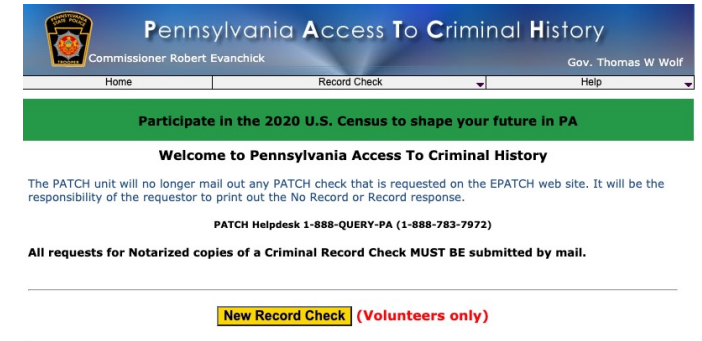 Pennsylvania Access To Criminal History
Commissioner Robert Evanchick
Gov. Thomas W Wolf
Home Record Check Help
Participate in the 2020 U.S. Census to shape your future in PA
Welcome to Pennsylvania Access To Criminal History
The PATCH unit will no longer mail out any PATCH check that is requested on the EPATCH web site. It will be the
responsibility of the requestor to print out the No Record or Record response.
PATCH Helpdesk 1-888-QUERY-PA (1-888-783-7972)
All requests for Notarized copies of a Criminal Record Check MUST BE submitted by mail.
New Record Check (Volunteers only)